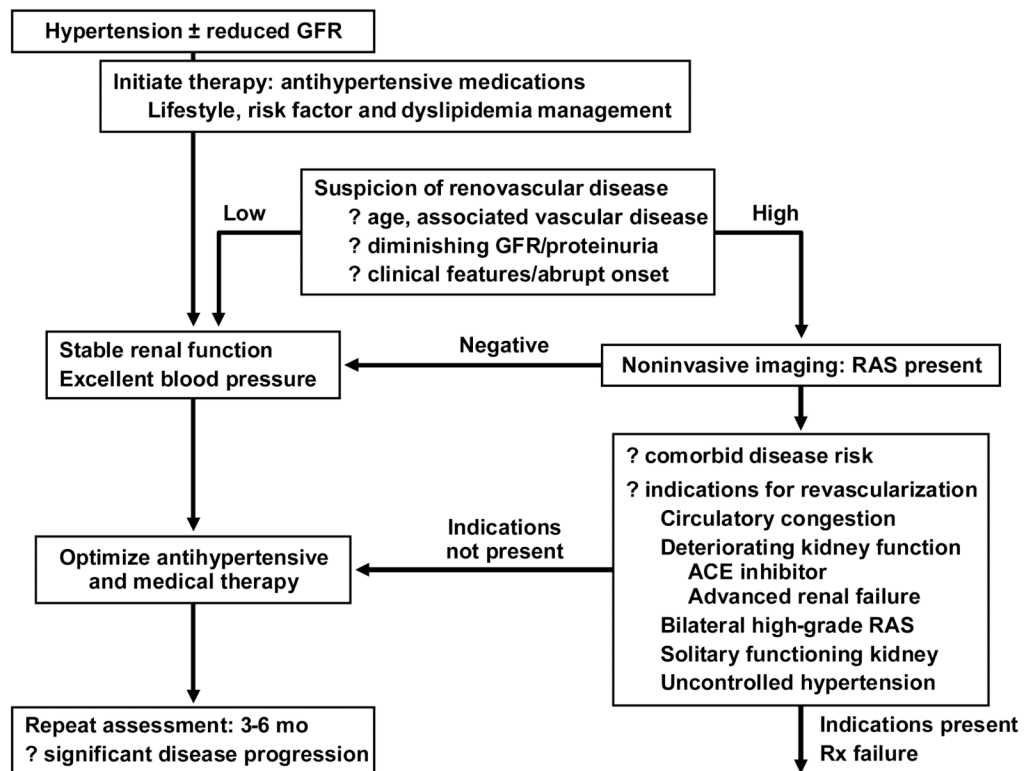 Hypertension ± reduced GFR
Initiate therapy: antihypertensive medications
Lifestyle, risk factor and dyslipidemia management
Suspicion of renovascular disease
? age, associated vascular disease
? diminishing GFR/proteinuria
? clinical features/abrupt onset
Low
High
Stable renal function
Excellent blood pressure
Negative
Noninvasive imaging: RAS present
? comorbid disease risk
? indications for revascularization
Circulatory congestion
Deteriorating kidney function
ACE inhibitor
Advanced renal failure
Bilateral high-grade RAS
Solitary functioning kidney
Uncontrolled hypertension
Indications
not present
Optimize antihypertensive
and medical therapy
Repeat assessment: 3-6 mo
? significant disease progression
Indications present
Rx failure